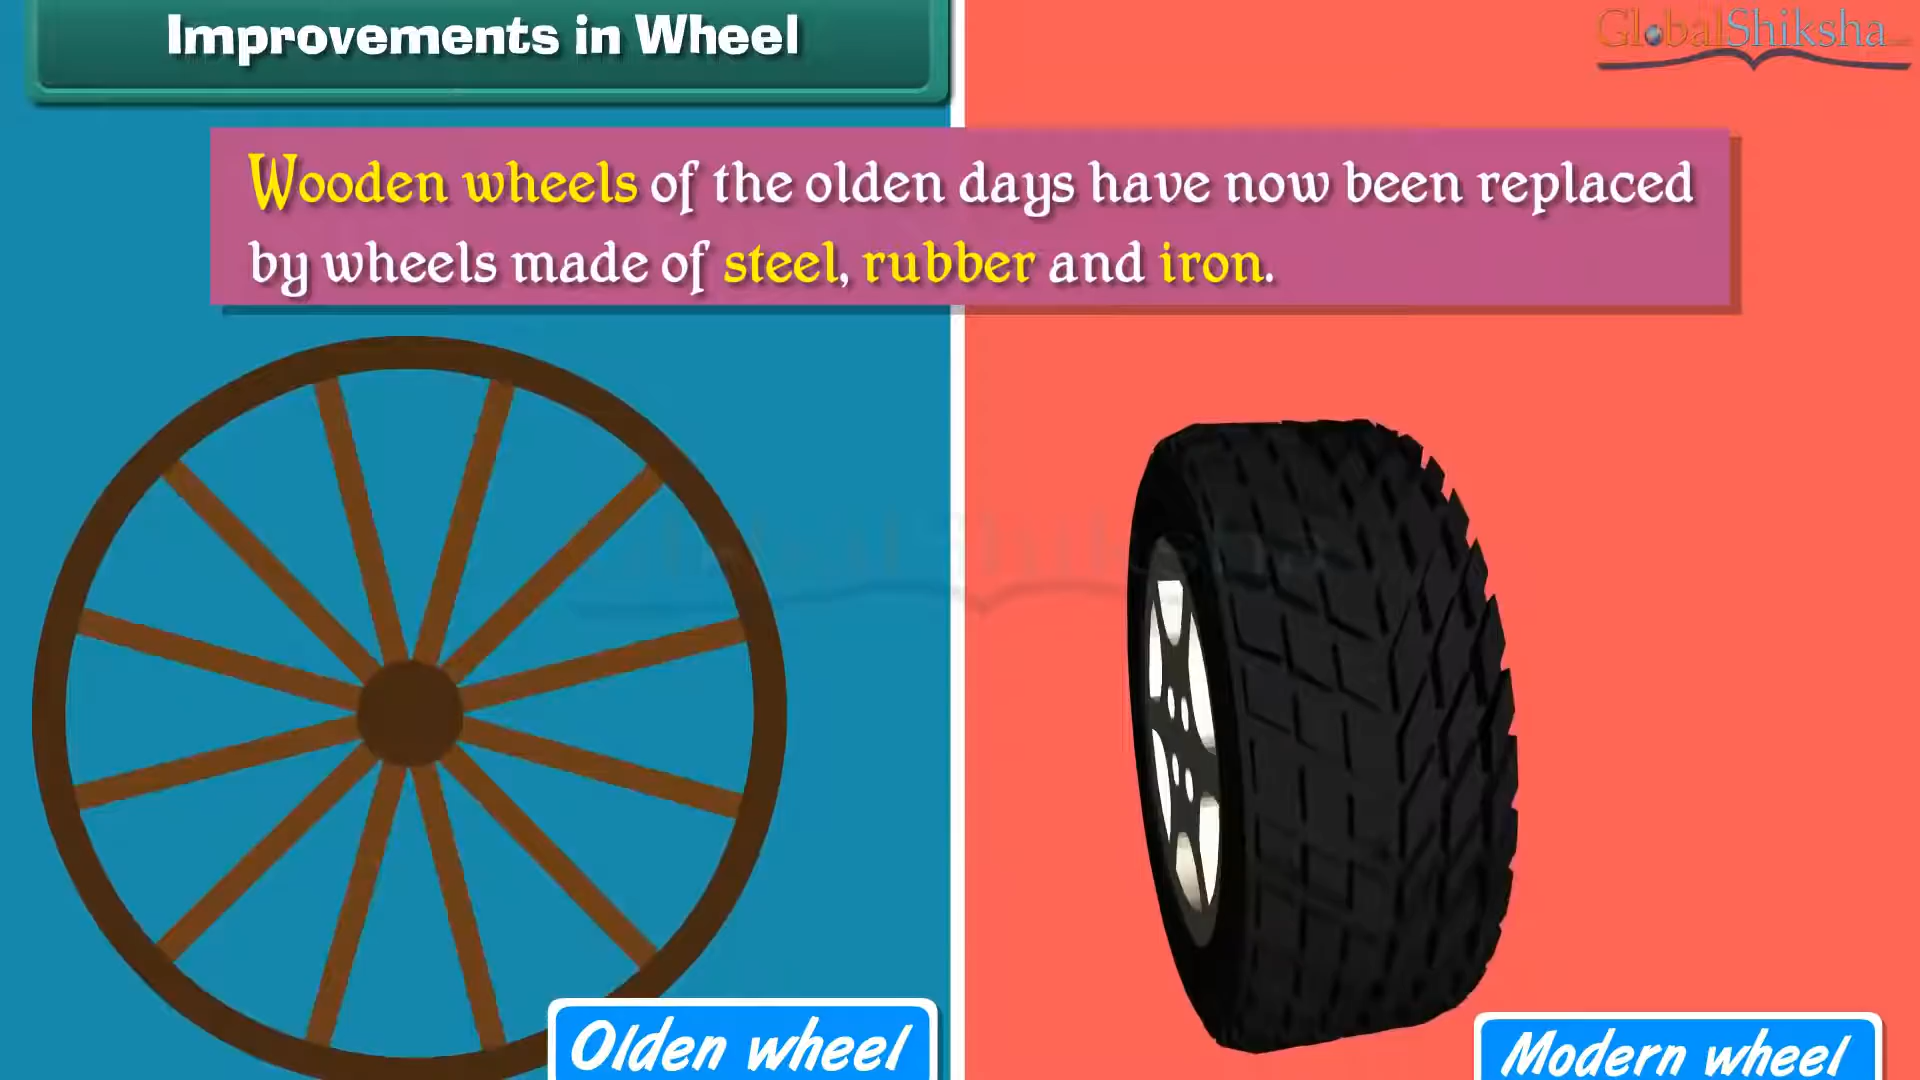 Improvements in Wheel
GlobalShiksha
Wooden wheels of the olden days have now been replaced
by wheels made of steel, rubber and iron.
GlobalShiksha
Olden wheel
Modern wheel